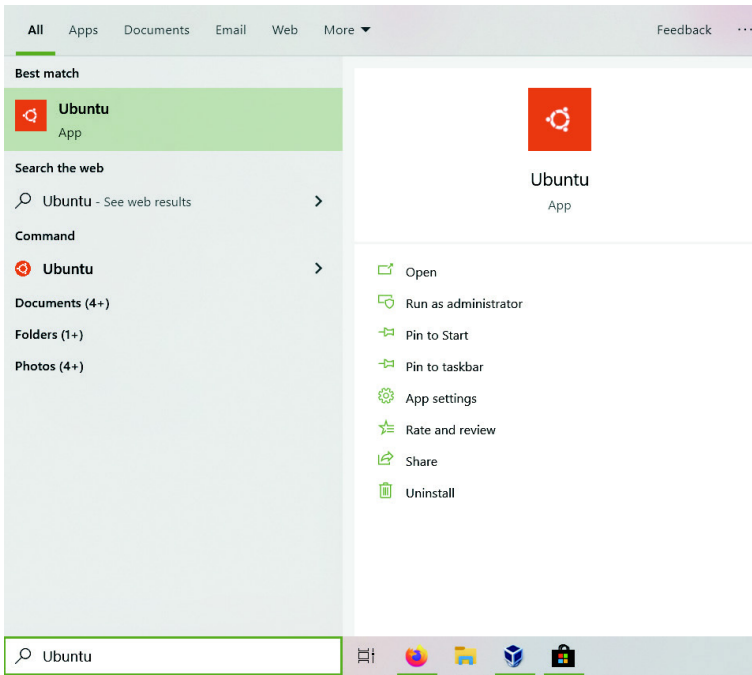 All Apps Documents Email Web More Feedback ...
Best match
Ubuntu
App
Search the web
Ubuntu - See web results
Command
Ubuntu
Documents (4+)
Folders (1+)
Photos (4+)
Ubuntu
App
Open
Run as administrator
Pin to Start
Pin to taskbar
App settings
Rate and review
Share
Uninstall
Ubuntu